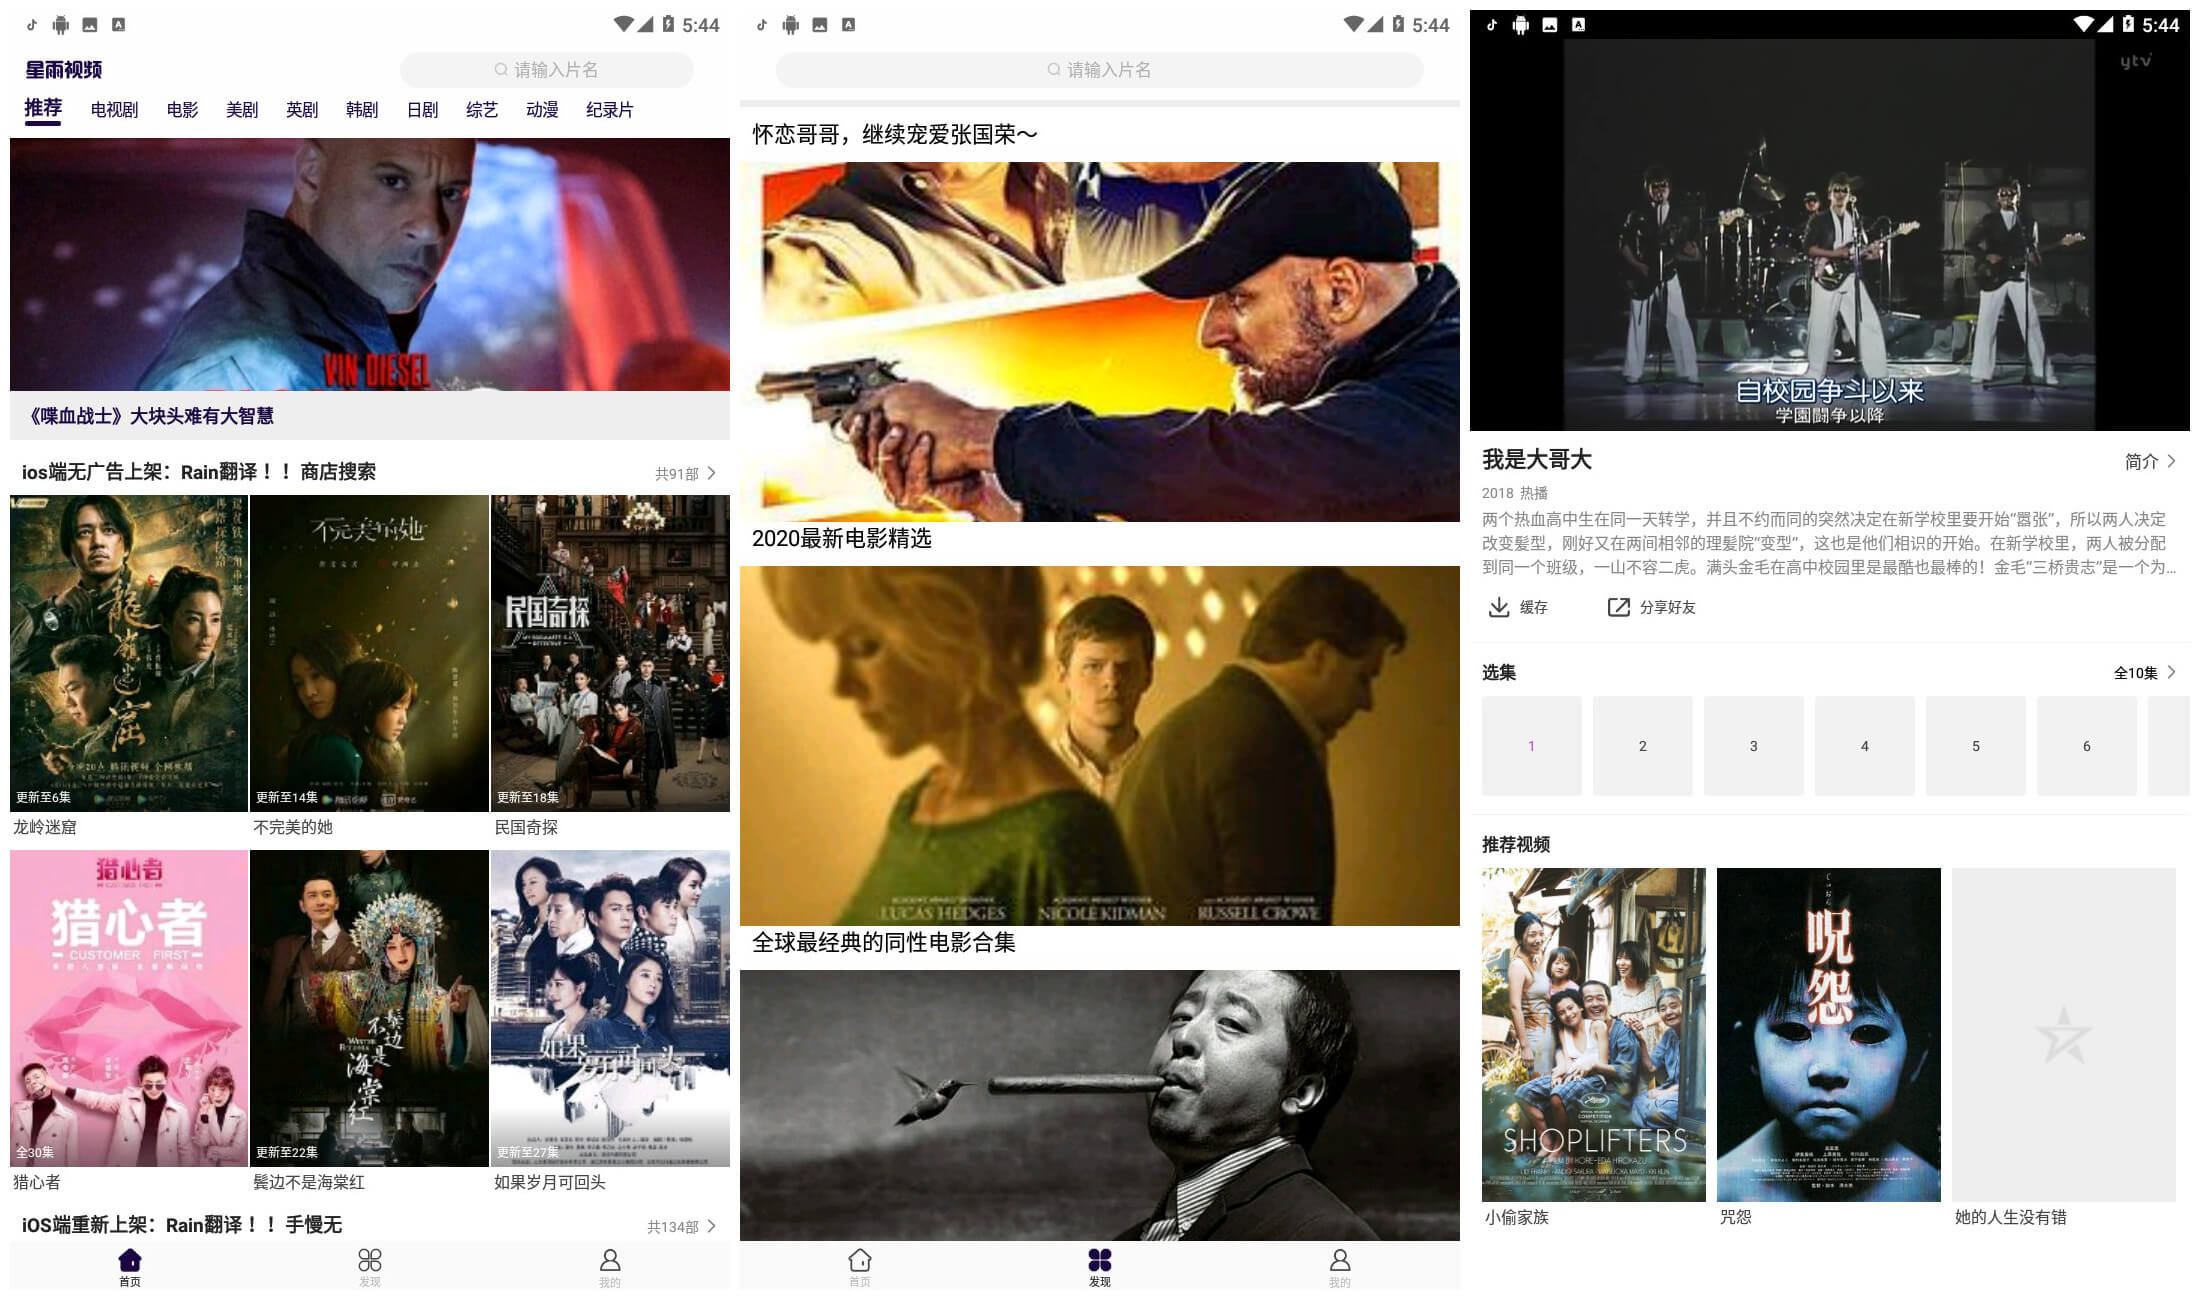 5:44
星雨视频
请输入片名
推荐 电视剧 电影 美剧 英剧 韩剧 日剧 综艺 动漫 纪录片
VIN DIESEL
《喋血战士》大块头难有大智慧
ios端无广告上架：Rain翻译！！商店搜索
共91部
不完美的她
民国奇探
更新至6集
更新至14集
更新至18集
龙岭迷窟
不完美的她
民国奇探
猎心者
猎心者
CUSTOMER FIRST
鬓边不是海棠红
如果岁月可回头
全30集
更新至22集
更新至27集
猎心者
鬓边不是海棠红
如果岁月可回头
iOS端重新上架：Rain翻译！！手慢无
共134部
首页
发现
我的
5:44
请输入片名
怀恋哥哥，继续宠爱张国荣～
2020最新电影精选
LUCAS HEDGES NICOLE KIDMAN RUSSELL CROWE
全球最经典的同性电影合集
首页
发现
我的
5:44
ytv
自校园争斗以来
学園闘争以降
我是大哥大
简介
2018 热播
两个热血高中生在同一天转学，并且不约而同的突然决定在新学校里要开始“嚣张”，所以两人决定
改变髪型，刚好又在两间相邻的理髪院“变型”，这也是他们相识的开始。在新学校里，两人被分配
到同一个班级，一山不容二虎。满头金毛在高中校园里是最酷也最棒的！金毛“三桥贵志”是一个为...
缓存
分享好友
选集
全10集
1
2
3
4
5
6
推荐视频
SHOPLIFTERS
A FILM BY KORE-EDA HIROKAZU
呪怨
小偷家族
咒怨
她的人生没有错